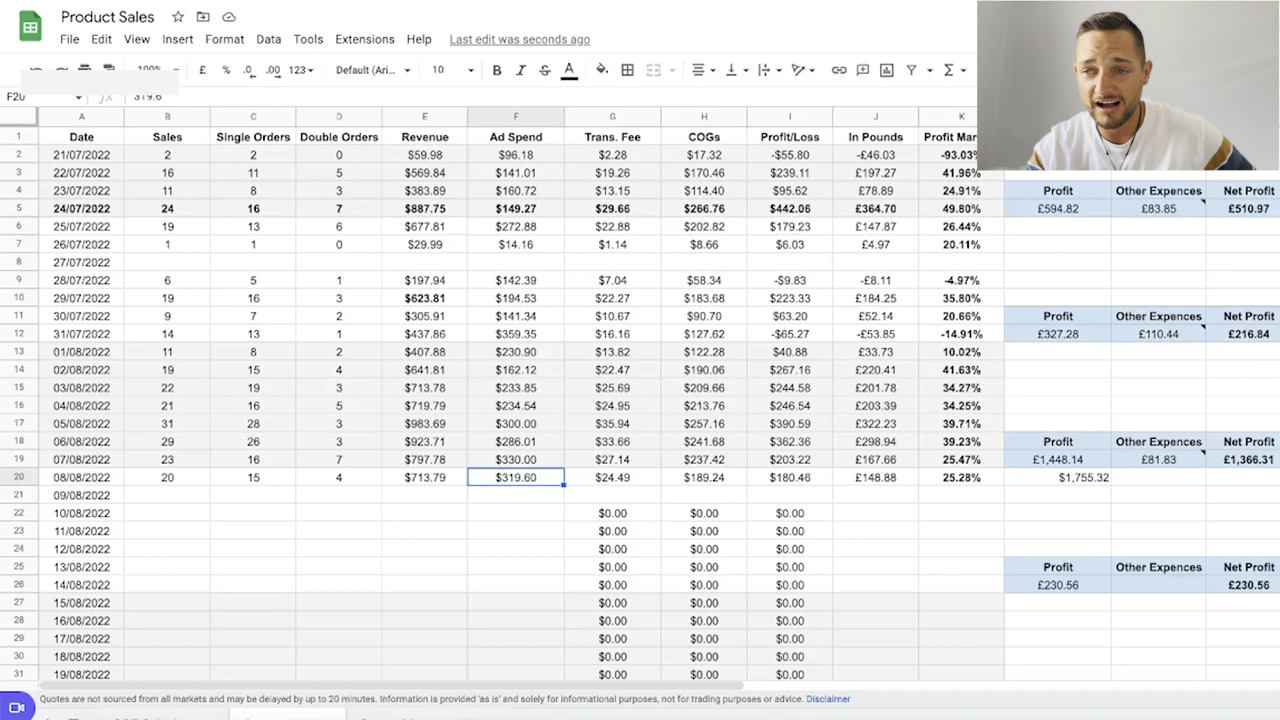 Product Sales
File Edit View Insert Format Data Tools Extensions Help Last edit was seconds ago
£ % .0 .00 123 Default (Ari... 10 B I S A
F20 fx 319.6
A B C D E F G H I J K
1 Date Sales Single Orders Double Orders Revenue Ad Spend Trans. Fee COGs Profit/Loss In Pounds Profit Mar
2 21/07/2022 2 2 0 $59.98 $96.18 $2.28 $17.32 -$55.80 -£46.03 -93.03%
3 22/07/2022 16 11 5 $569.84 $141.01 $19.26 $170.46 $239.11 £197.27 41.96%
4 23/07/2022 11 8 3 $383.89 $160.72 $13.15 $114.40 $95.62 £78.89 24.91% Profit Other Expences Net Profit
5 24/07/2022 24 16 7 $887.75 $149.27 $29.66 $266.76 $442.06 £364.70 49.80% £594.82 £83.85 £510.97
6 25/07/2022 19 13 6 $677.81 $272.88 $22.88 $202.82 $179.23 £147.87 26.44%
7 26/07/2022 1 1 0 $29.99 $14.16 $1.14 $8.66 $6.03 £4.97 20.11%
8 27/07/2022
9 28/07/2022 6 5 1 $197.94 $142.39 $7.04 $58.34 -$9.83 -£8.11 -4.97%
10 29/07/2022 19 16 3 $623.81 $194.53 $22.27 $183.68 $223.33 £184.25 35.80%
11 30/07/2022 9 7 2 $305.91 $141.34 $10.67 $90.70 $63.20 £52.14 20.66% Profit Other Expences Net Profit
12 31/07/2022 14 13 1 $437.86 $359.35 $16.16 $127.62 -$65.27 -£53.85 -14.91% £327.28 £110.44 £216.84
13 01/08/2022 11 8 2 $407.88 $230.90 $13.82 $122.28 $40.88 £33.73 10.02%
14 02/08/2022 19 15 4 $641.81 $162.12 $22.47 $190.06 $267.16 £220.41 41.63%
15 03/08/2022 22 19 3 $713.78 $233.85 $25.69 $209.66 $244.58 £201.78 34.27%
16 04/08/2022 21 16 5 $719.79 $234.54 $24.95 $213.76 $246.54 £203.39 34.25%
17 05/08/2022 31 28 3 $983.69 $300.00 $35.94 $257.16 $390.59 £322.23 39.71%
18 06/08/2022 29 26 3 $923.71 $286.01 $33.66 $241.68 $362.36 £298.94 39.23% Profit Other Expences Net Profit
19 07/08/2022 23 16 7 $797.78 $330.00 $27.14 $237.42 $203.22 £167.66 25.47% £1,448.14 £81.83 £1,366.31
20 08/08/2022 20 15 4 $713.79 $319.60 $24.49 $189.24 $180.46 £148.88 25.28% $1,755.32
21 09/08/2022
22 10/08/2022 $0.00 $0.00 $0.00
23 11/08/2022 $0.00 $0.00 $0.00
24 12/08/2022 $0.00 $0.00 $0.00
25 13/08/2022 $0.00 $0.00 $0.00 Profit Other Expences Net Profit
26 14/08/2022 $0.00 $0.00 $0.00 £230.56 £230.56
27 15/08/2022 $0.00 $0.00 $0.00
28 16/08/2022 $0.00 $0.00 $0.00
29 17/08/2022 $0.00 $0.00 $0.00
30 18/08/2022 $0.00 $0.00 $0.00
31 19/08/2022 $0.00 $0.00 $0.00
Quotes are not sourced from all markets and may be delayed by up to 20 minutes. Information is provided 'as is' and solely for informational purposes, not for trading purposes or advice. Disclaimer